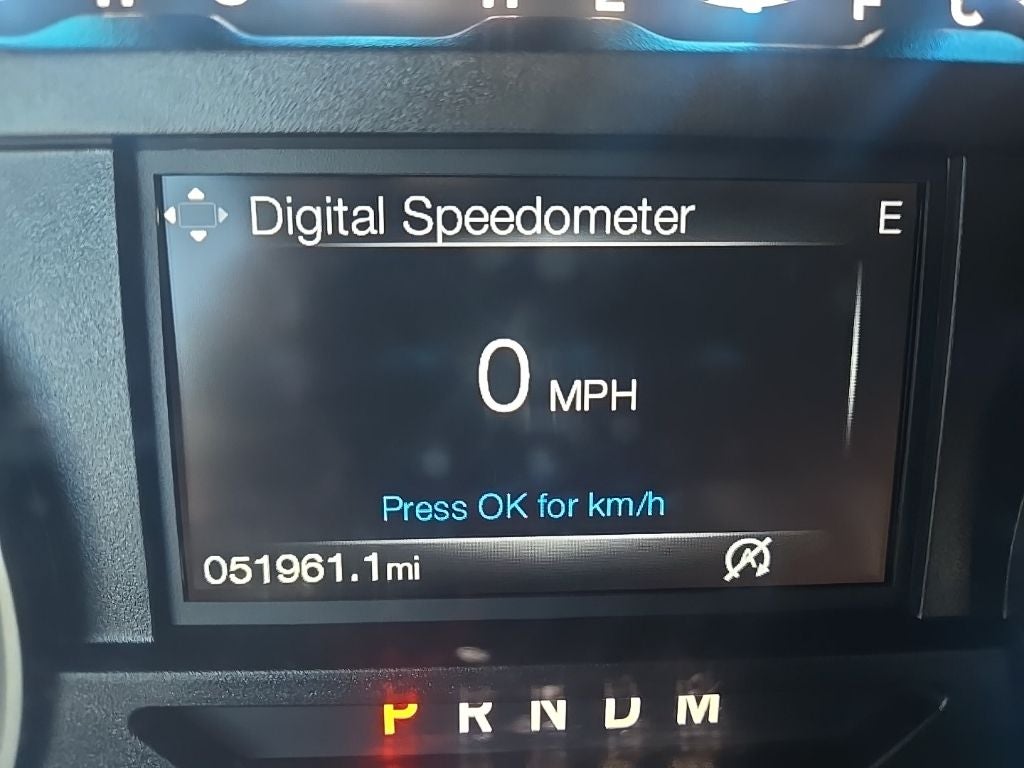 H E F C
Digital Speedometer E
0 MPH
Press OK for km/h
051961.1mi
P R N D M